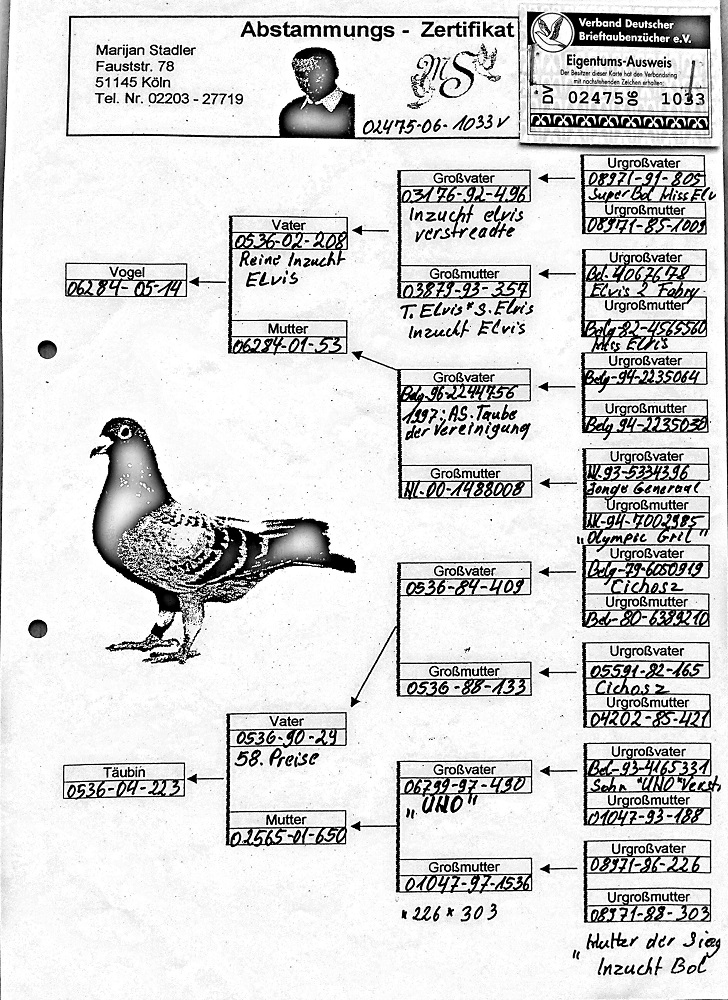 Abstammungs - Zertifikat
Marijan Stadler
Fauststr. 78
51145 Köln
Tel. Nr. 02203 - 27719
MS
02475-06-1033 V
Verband Deutscher
Brieftaubenzücher e.V.
Eigentums-Ausweis
Der Besitzer dieser Karte hat den Verbandsring
mit nachstehenden Zeichen erhalten:
DV 02475 06 1033
Vogel
06284-05-14
Vater
0536-02-208
Reine Inzucht
ELvis
Mutter
06284-01-53
Großvater
03176-92-496
Inzucht elvis
verstreadte
Großmutter
03879-93-357
T. Elvis * S. Elvis
Inzucht Elvis
Großvater
Belg-96-2244756
1997: AS. Taube
der Vereinigung
Großmutter
NL-00-1488008
Urgroßvater
08971-91-805
Super Bol Miss Elv
Urgroßmutter
08971-85-1009
Urgroßvater
Bel. 4067678
Elvis 2 Fabry
Urgroßmutter
Belg-82-4565560
Miss Elvis
Urgroßvater
Belg-94-2235064
Urgroßmutter
Belg 94-2235038
Urgroßvater
NL-93-5334396
Jonge Generaal
Urgroßmutter
NL-94-7002985
"Olympic Gril"
Täubin
0536-04-223
Vater
0536-90-29
58. Preise
Mutter
02565-01-650
Großvater
0536-84-409
Großmutter
0536-88-133
Großvater
06799-97-490
"UNO"
Großmutter
01047-97-1536
* 226 * 303
Urgroßvater
Belg-79-6050919
Cichosz
Urgroßmutter
Bel-80-6389210
Urgroßvater
05591-82-165
Cichosz
Urgroßmutter
04202-85-421
Urgroßvater
Bel-93-4165331
Sohn "UNO" Verst.
Urgroßmutter
01047-93-188
Urgroßvater
08971-86-226
Urgroßmutter
08971-88-303
"Mutter der Sieg
Inzucht Bol